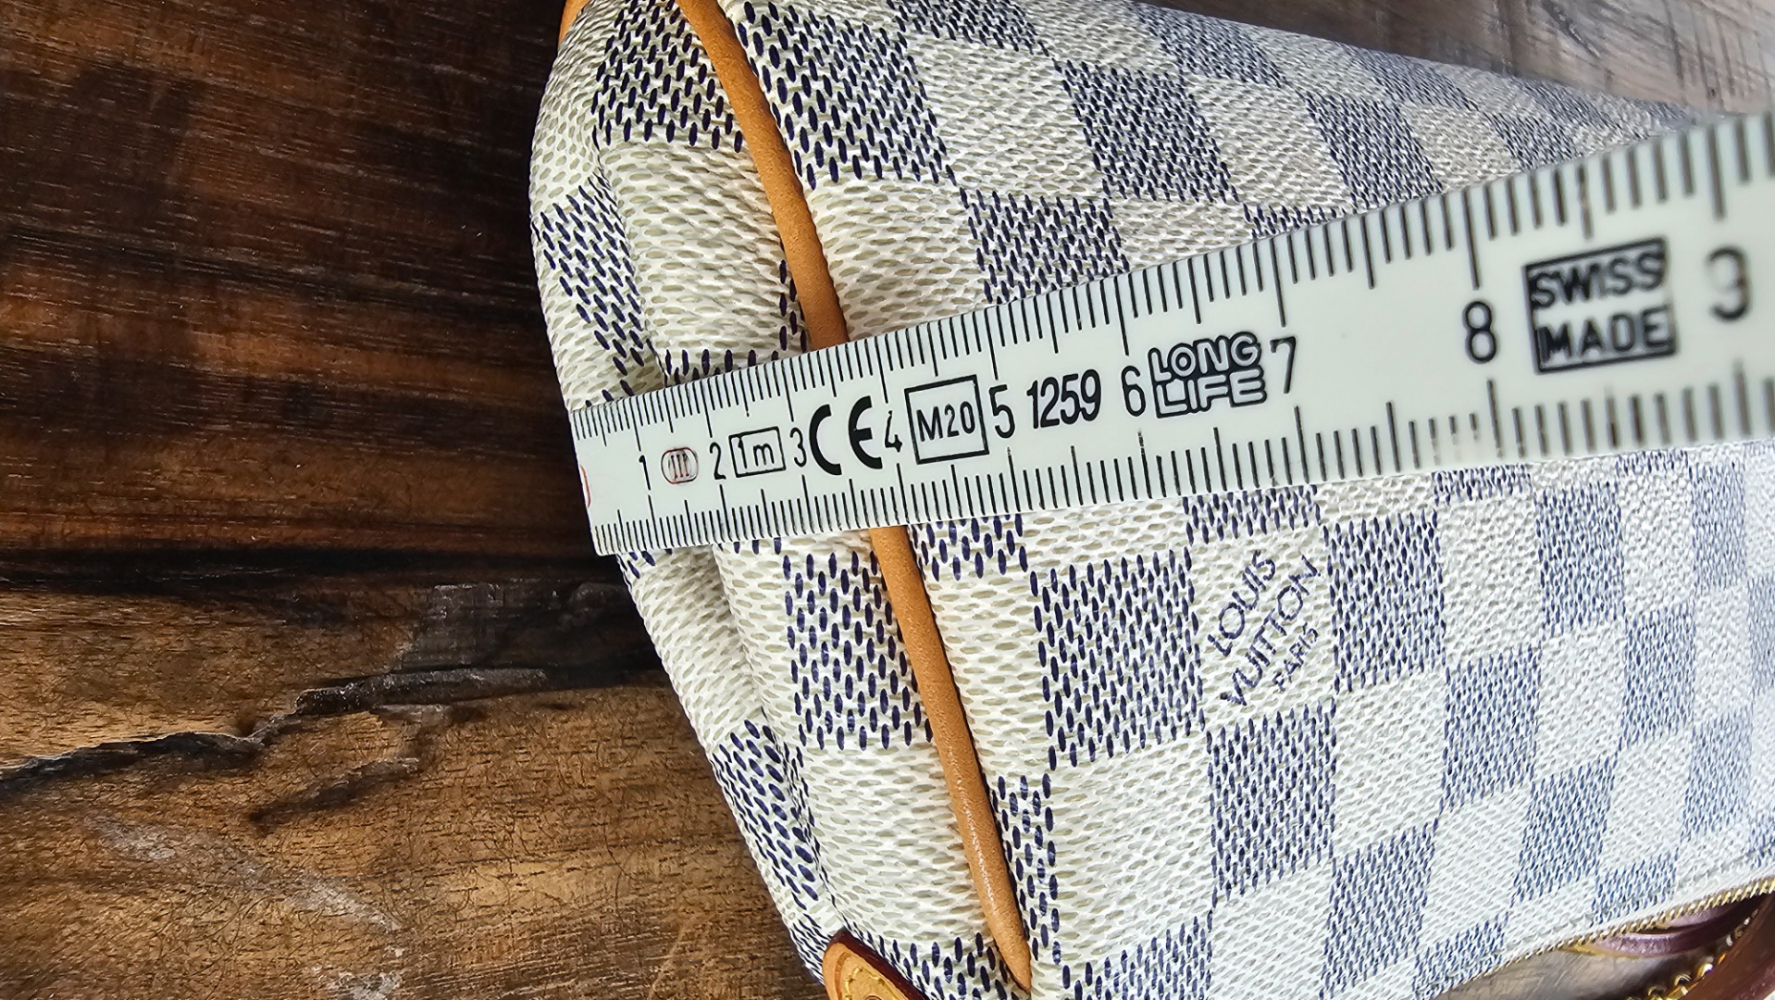 1 2 1m 3 CE 4 M20 5 1259 6 LONG LIFE 7 8 SWISS MADE 9
LOUIS
VUITTON
PARIS